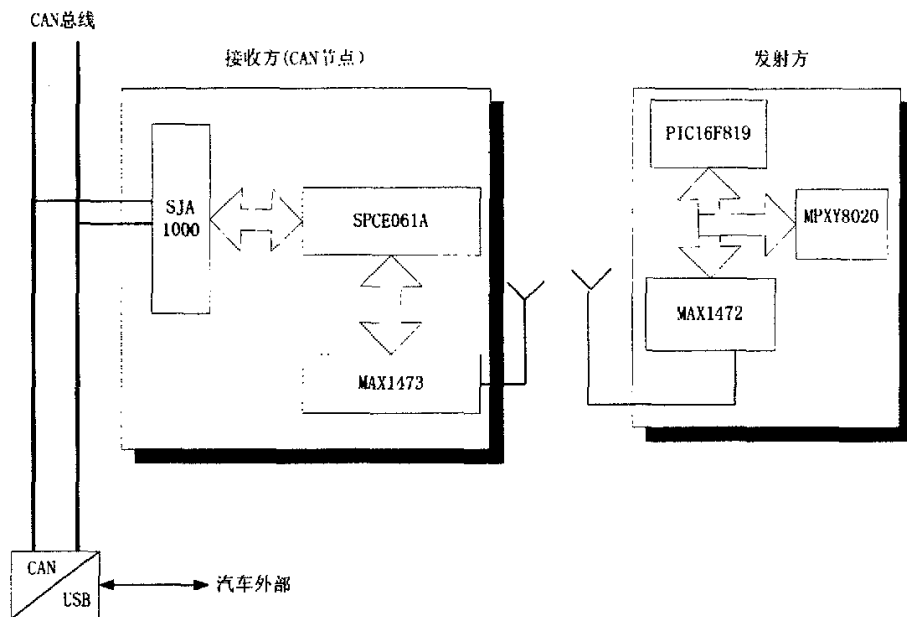 CAN总线
接收方(CAN节点)
发射方
PIC16F819
SJA
1000
SPCE061A
MPXY8020
MAX1472
MAX1473
CAN
USB
汽车外部